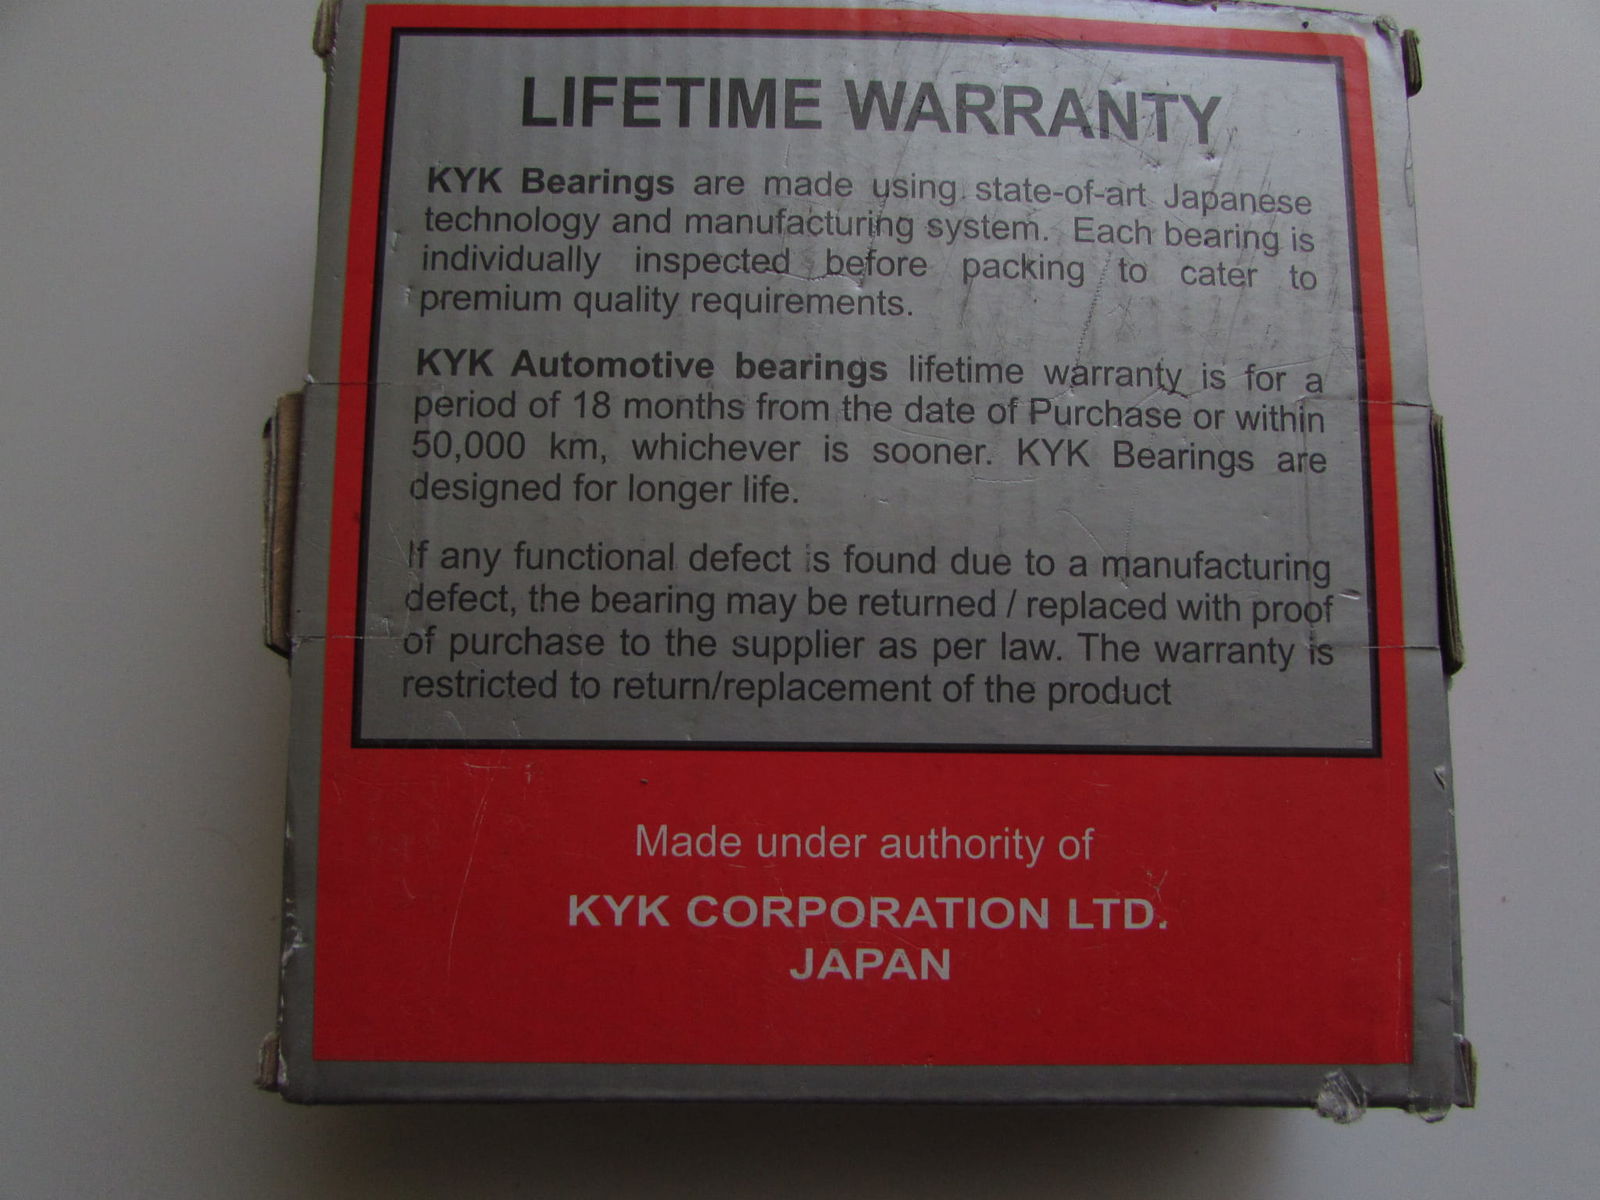 LIFETIME WARRANTY
KYK Bearings are made using state-of-art Japanese
technology and manufacturing system. Each bearing is
individually inspected before packing to cater to
premium quality requirements.
KYK Automotive bearings lifetime warranty is for a
period of 18 months from the date of Purchase or within
50,000 km, whichever is sooner. KYK Bearings are
designed for longer life.
If any functional defect is found due to a manufacturing
defect, the bearing may be returned / replaced with proof
of purchase to the supplier as per law. The warranty is
restricted to return/replacement of the product
Made under authority of
KYK CORPORATION LTD.
JAPAN